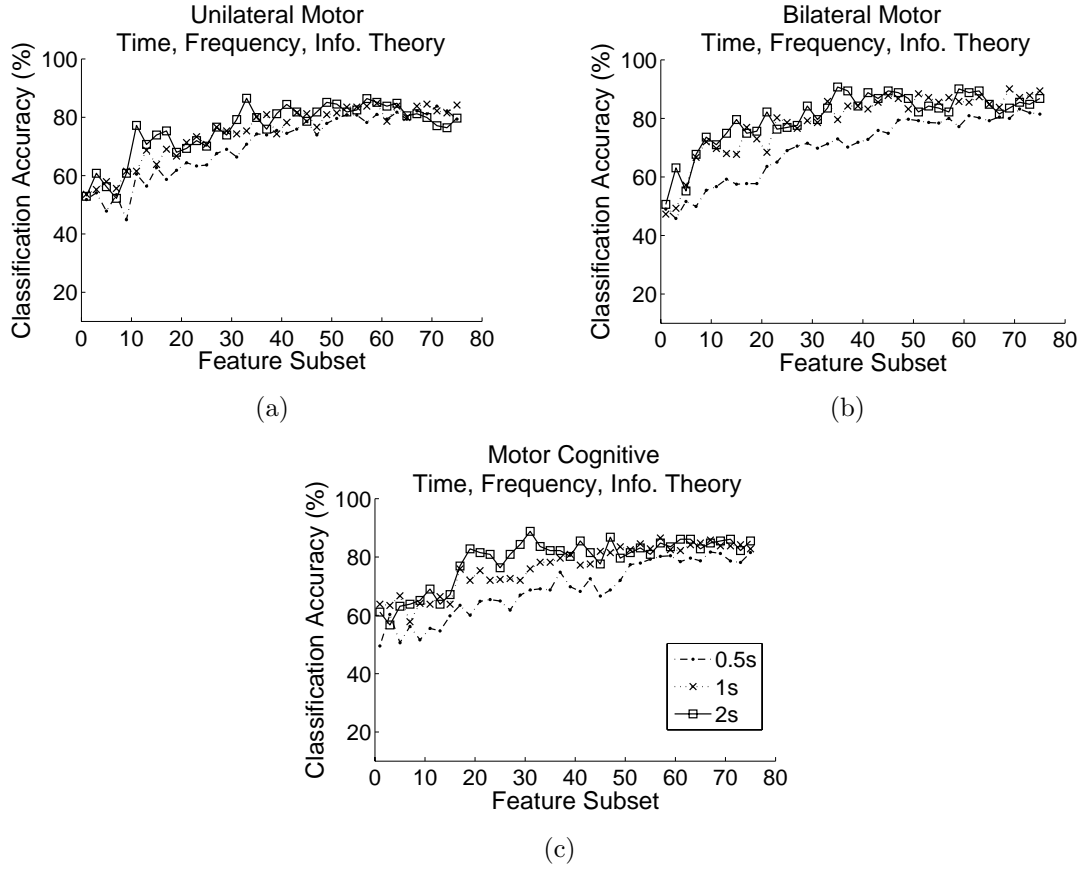 Unilateral Motor
Time, Frequency, Info. Theory
Classification Accuracy (%)
100
80
60
40
20
0 10 20 30 40 50 60 70 80
Feature Subset
(a)
Bilateral Motor
Time, Frequency, Info. Theory
Classification Accuracy (%)
100
80
60
40
20
0 10 20 30 40 50 60 70 80
Feature Subset
(b)
Motor Cognitive
Time, Frequency, Info. Theory
Classification Accuracy (%)
100
80
60
40
20
0 10 20 30 40 50 60 70 80
Feature Subset
0.5s
1s
2s
(c)